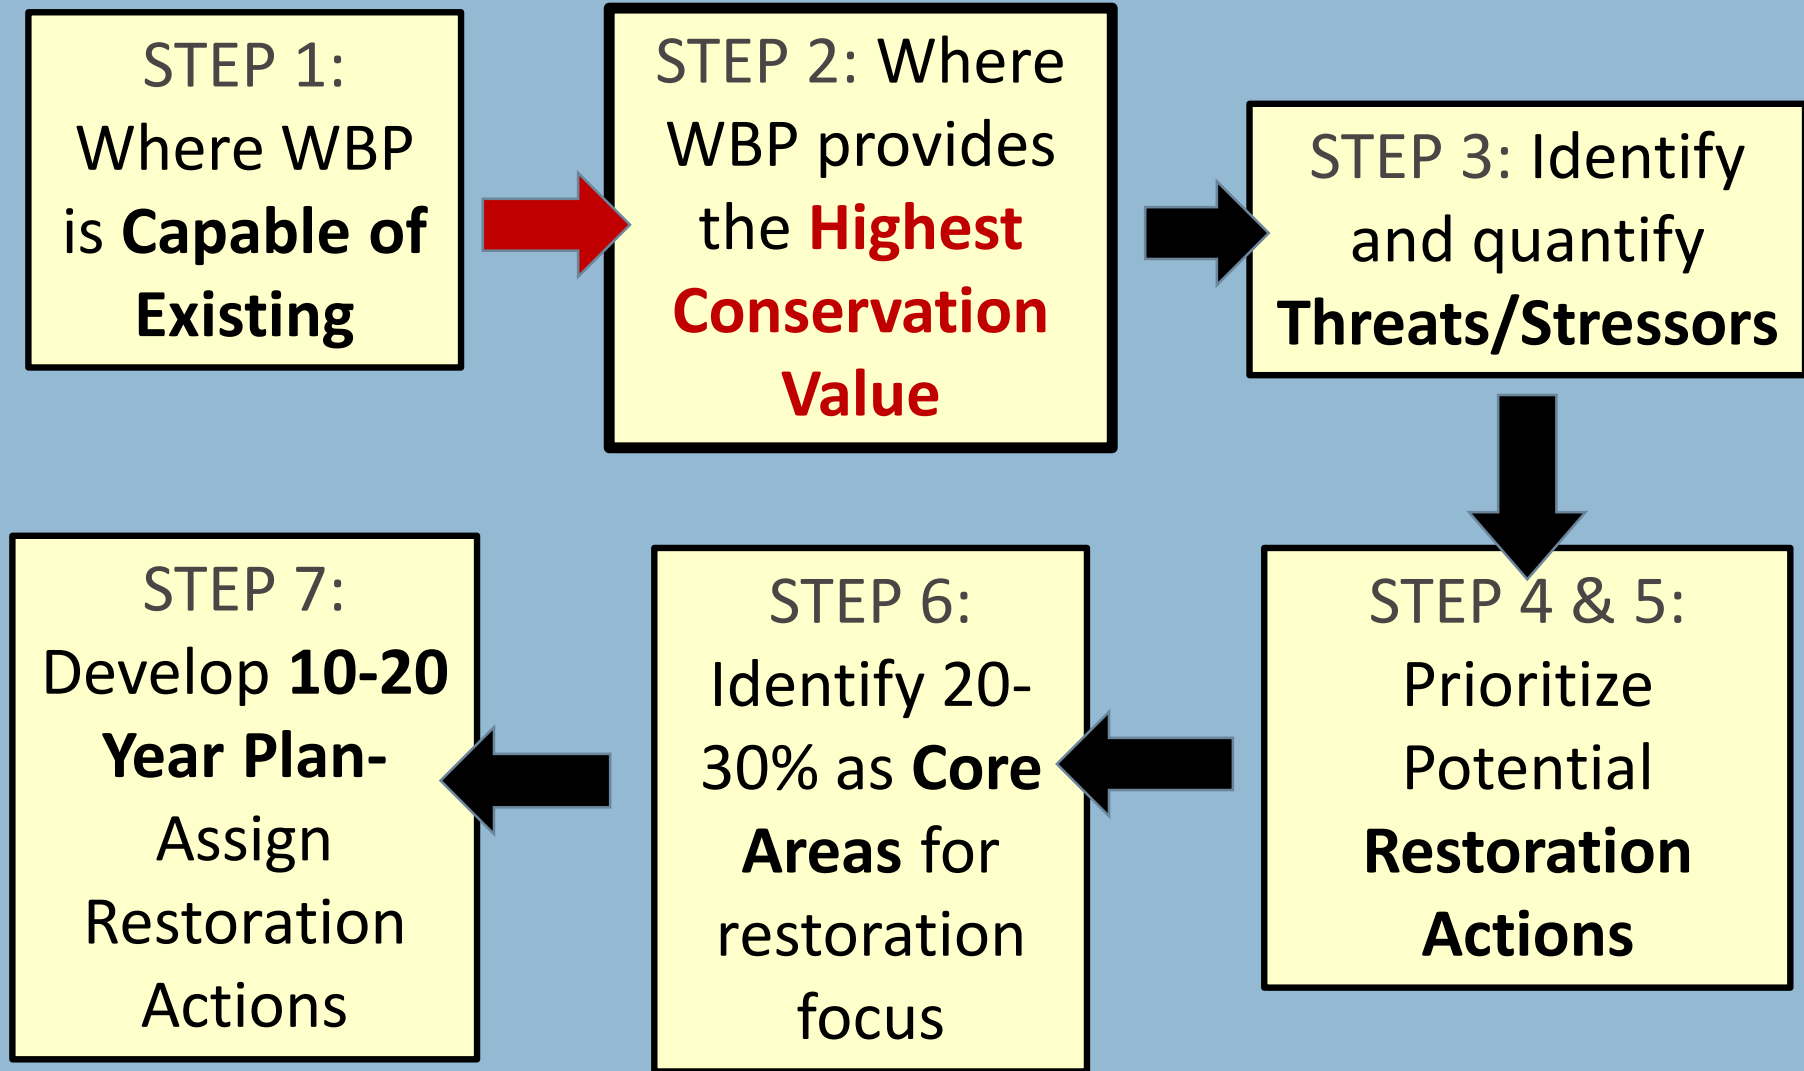 STEP 1:
Where WBP
is Capable of
Existing
STEP 2: Where
WBP provides
the Highest
Conservation
Value
STEP 3: Identify
and quantify
Threats/Stressors
STEP 4 & 5:
Prioritize
Potential
Restoration
Actions
STEP 6:
Identify 20-
30% as Core
Areas for
restoration
focus
STEP 7:
Develop 10-20
Year Plan-
Assign
Restoration
Actions